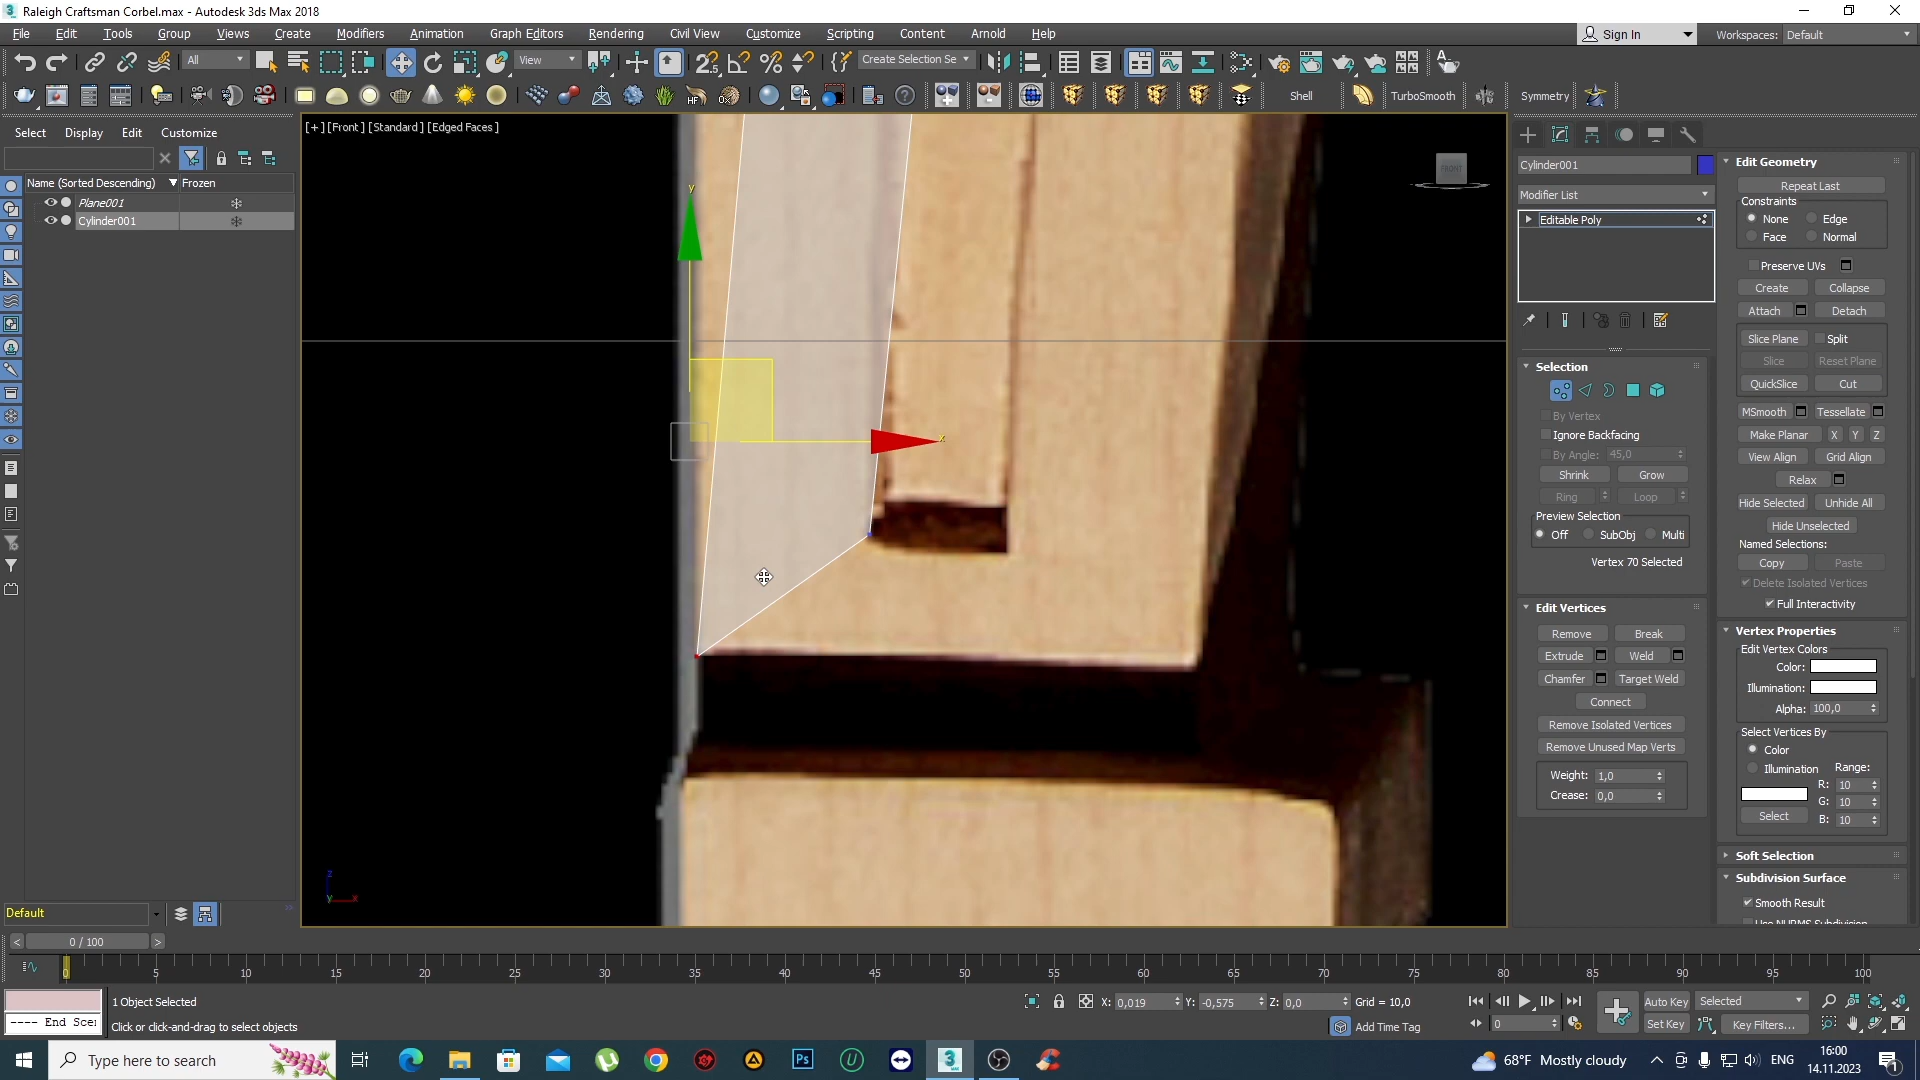 Raleigh Craftsman Corbel.max - Autodesk 3ds Max 2018
File Edit Tools Group Views Create Modifiers Animation Graph Editors Rendering Civil View Customize Scripting Content Arnold Help
Sign In
Workspaces: Default
All
View
Create Selection Se
Shell
TurboSmooth
Symmetry
Select Display Edit Customize
Name (Sorted Descending) Frozen
Plane001
Cylinder001
[+] [Front] [Standard] [Edged Faces]
FRONT
y
x
z
y x
Cylinder001
Modifier List
Editable Poly
Selection
By Vertex
Ignore Backfacing
By Angle: 45,0
Shrink Grow
Ring Loop
Preview Selection
Off SubObj Multi
Vertex 70 Selected
Edit Vertices
Remove Break
Extrude Weld
Chamfer Target Weld
Connect
Remove Isolated Vertices
Remove Unused Map Verts
Weight: 1,0
Crease: 0,0
Edit Geometry
Repeat Last
Constraints
None Edge
Face Normal
Preserve UVs
Create Collapse
Attach Detach
Slice Plane Split
Slice Reset Plane
QuickSlice Cut
MSmooth Tessellate
Make Planar X Y Z
View Align Grid Align
Relax
Hide Selected Unhide All
Hide Unselected
Named Selections:
Copy Paste
Delete Isolated Vertices
Full Interactivity
Vertex Properties
Edit Vertex Colors
Color:
Illumination:
Alpha: 100,0
Select Vertices By
Color
Illumination Range:
R: 10
G: 10
B: 10
Select
Soft Selection
Subdivision Surface
Smooth Result
Use NURMS Subdivision
Default
< 0 / 100 >
0 5 10 15 20 25 30 35 40 45 50 55 60 65 70 75 80 85 90 95 100
---- End Scei
1 Object Selected
Click or click-and-drag to select objects
X: 0,019 Y: -0,575 Z: 0,0 Grid = 10,0
Add Time Tag
0
Auto Key Selected
Set Key Key Filters...
Type here to search
Ps
3
MAX
68°F Mostly cloudy
ENG
16:00
14.11.2023
1